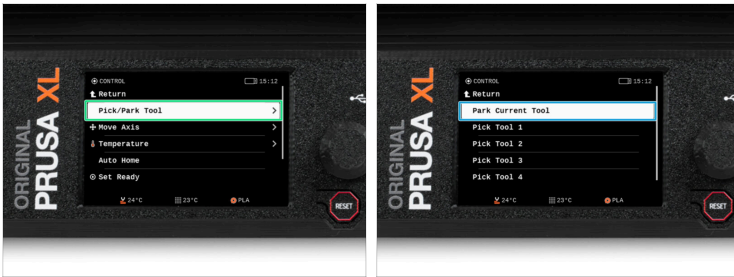 ORIGINAL
PRUSA XL
CONTROL 15:12
Return
Pick/Park Tool
Move Axis
Temperature
Auto Home
Set Ready
24°C 23°C PLA
RESET
ORIGINAL
PRUSA XL
CONTROL 15:12
Return
Park Current Tool
Pick Tool 1
Pick Tool 2
Pick Tool 3
Pick Tool 4
24°C 23°C PLA
RESET